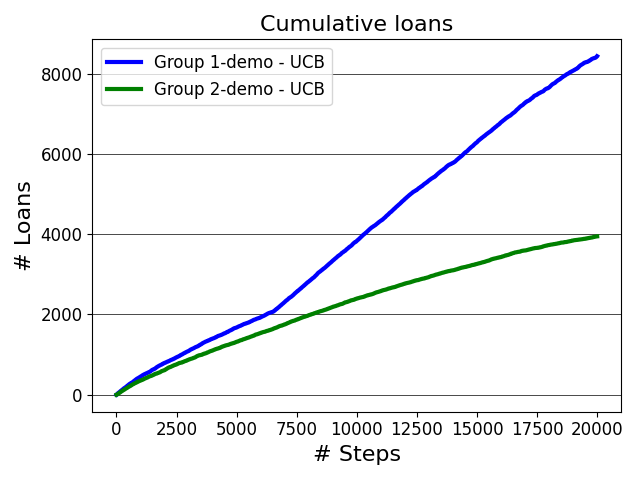 Cumulative loans
Group 1-demo - UCB
Group 2-demo - UCB
# Loans
8000
6000
4000
2000
0
0 2500 5000 7500 10000 12500 15000 17500 20000
# Steps